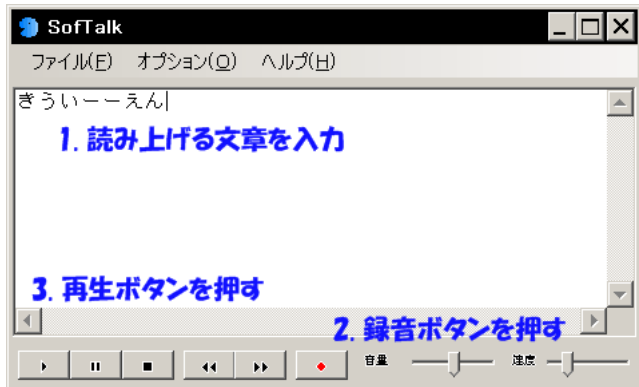 SofTalk
ファイル(F) オプション(O) ヘルプ(H)
きういーーえん
1. 読み上げる文章を入力
3. 再生ボタンを押す
2. 録音ボタンを押す
音量 速度